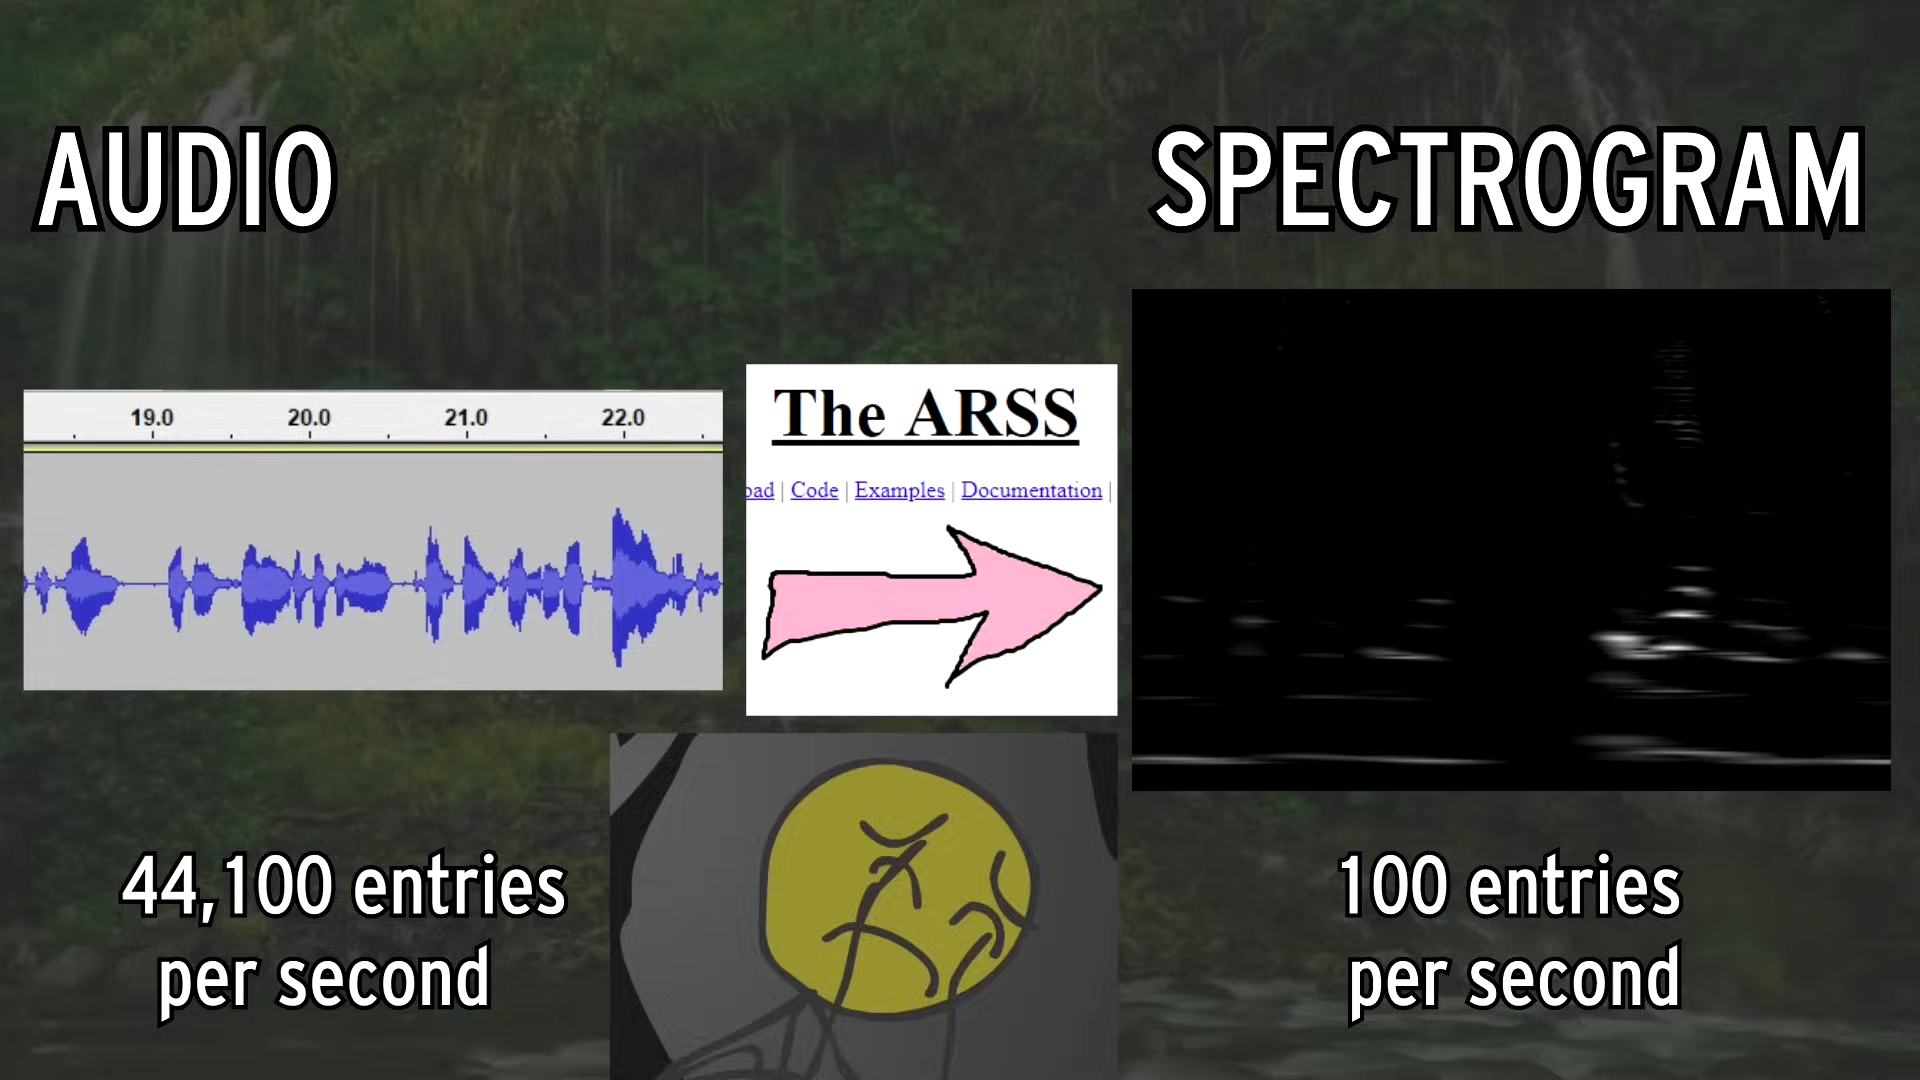 AUDIO
SPECTROGRAM
19.0 20.0 21.0 22.0
The ARSS
oad | Code | Examples | Documentation |
44,100 entries
per second
100 entries
per second